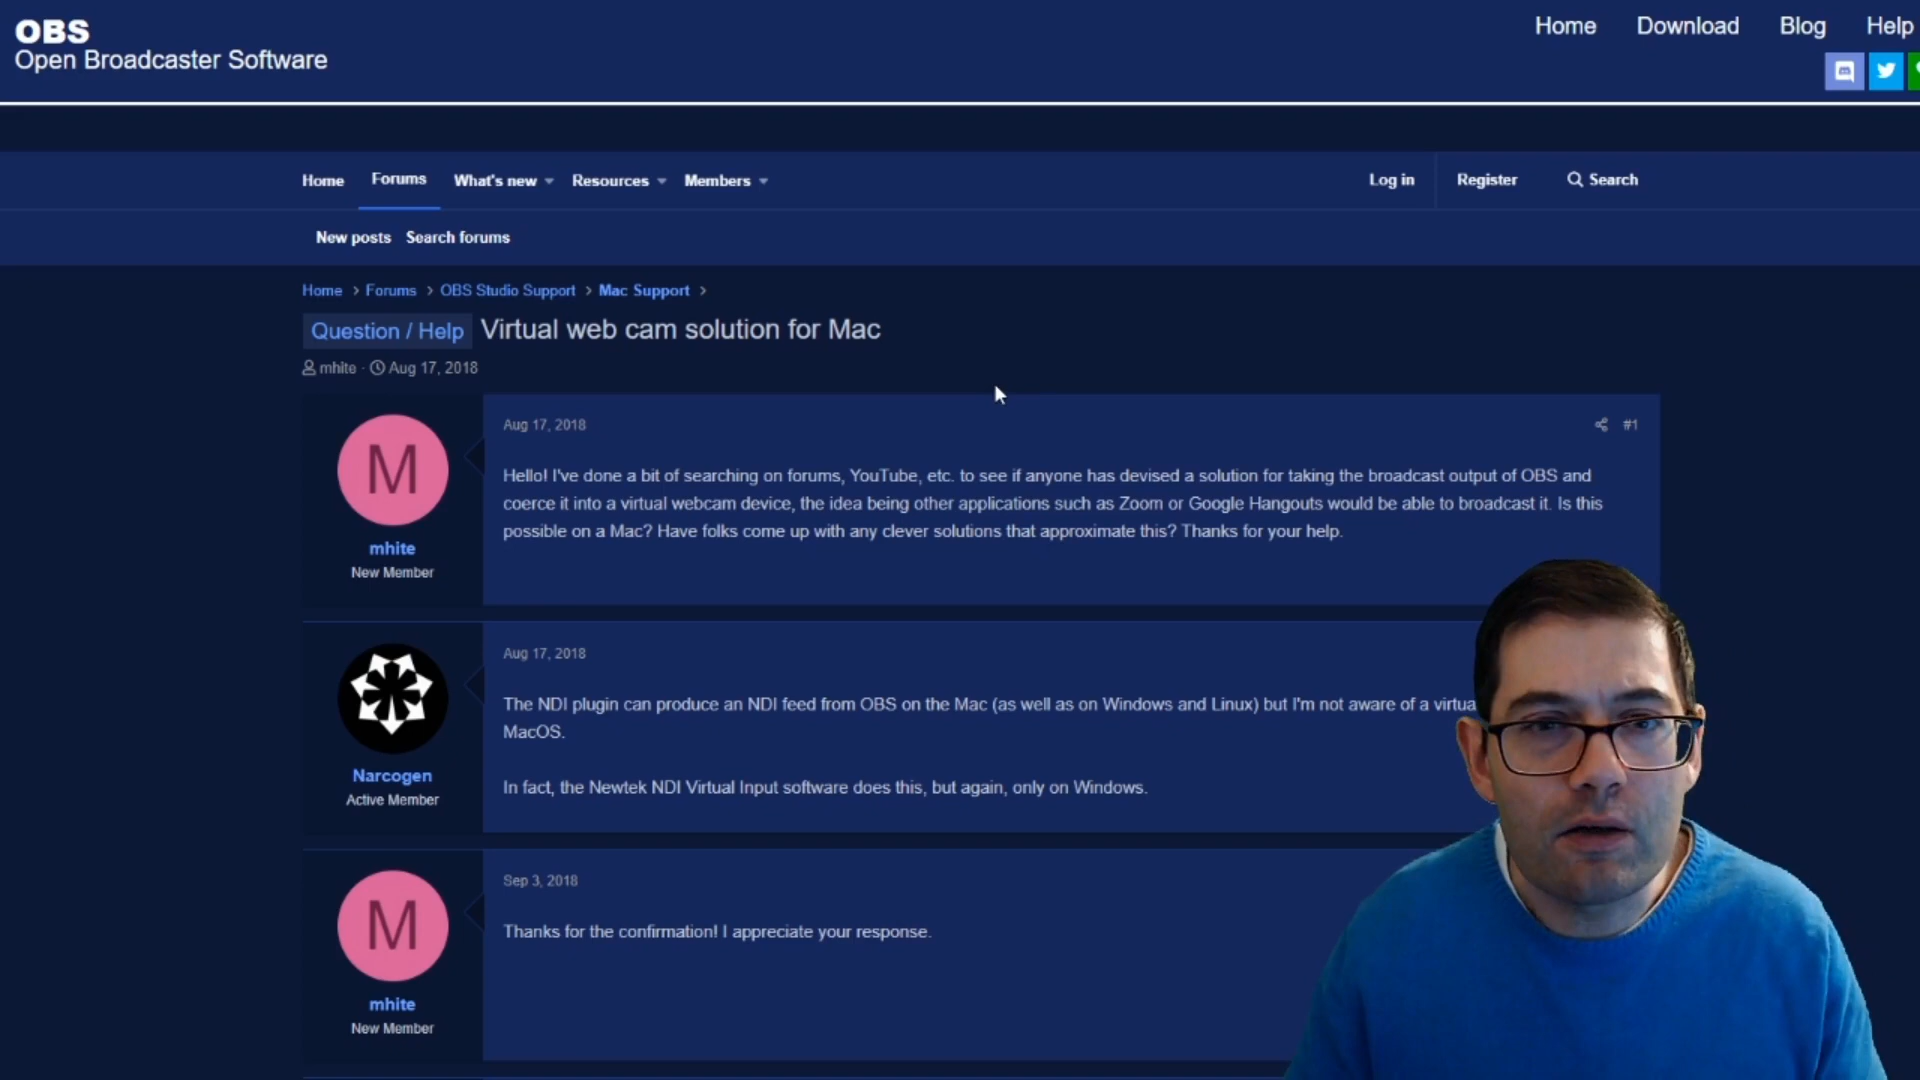 OBS
Open Broadcaster Software
Home Download Blog Help
Home Forums What's new Resources Members Log in Register Search
New posts Search forums
Home > Forums > OBS Studio Support > Mac Support >
Question / Help Virtual web cam solution for Mac
mhite · Aug 17, 2018
M
mhite
New Member
Aug 17, 2018 #1
Hello! I've done a bit of searching on forums, YouTube, etc. to see if anyone has devised a solution for taking the broadcast output of OBS and
coerce it into a virtual webcam device, the idea being other applications such as Zoom or Google Hangouts would be able to broadcast it. Is this
possible on a Mac? Have folks come up with any clever solutions that approximate this? Thanks for your help.
Narcogen
Active Member
Aug 17, 2018
The NDI plugin can produce an NDI feed from OBS on the Mac (as well as on Windows and Linux) but I'm not aware of a
MacOS.
In fact, the Newtek NDI Virtual Input software does this, but again, only on Windows.
M
mhite
New Member
Sep 3, 2018
Thanks for the confirmation! I appreciate your response.